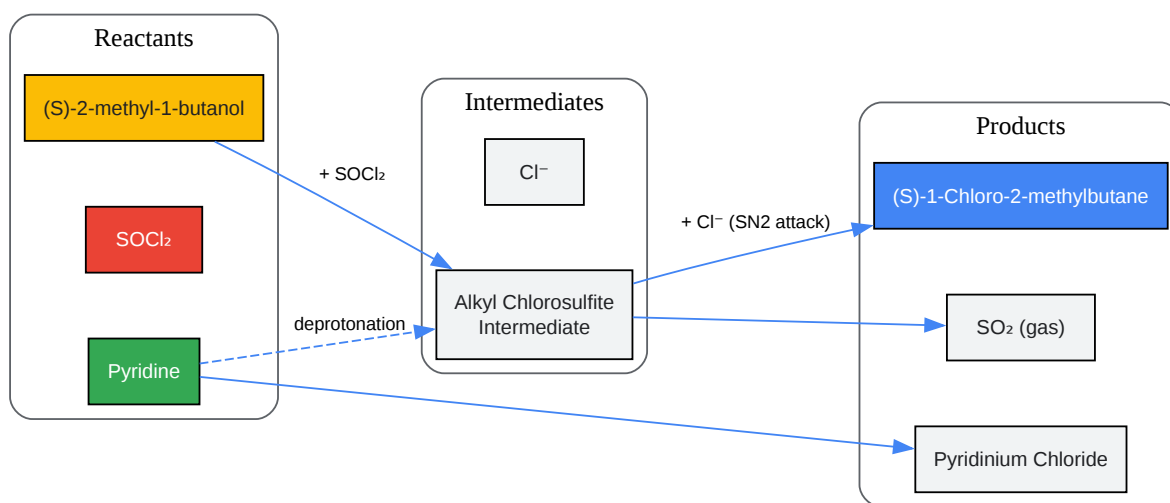 Reactants
(S)-2-methyl-1-butanol
SOCl₂
Pyridine
+ SOCl₂
deprotonation
Intermediates
Cl⁻
Alkyl Chlorosulfite
Intermediate
+ Cl⁻ (SN2 attack)
Products
(S)-1-Chloro-2-methylbutane
SO₂ (gas)
Pyridinium Chloride